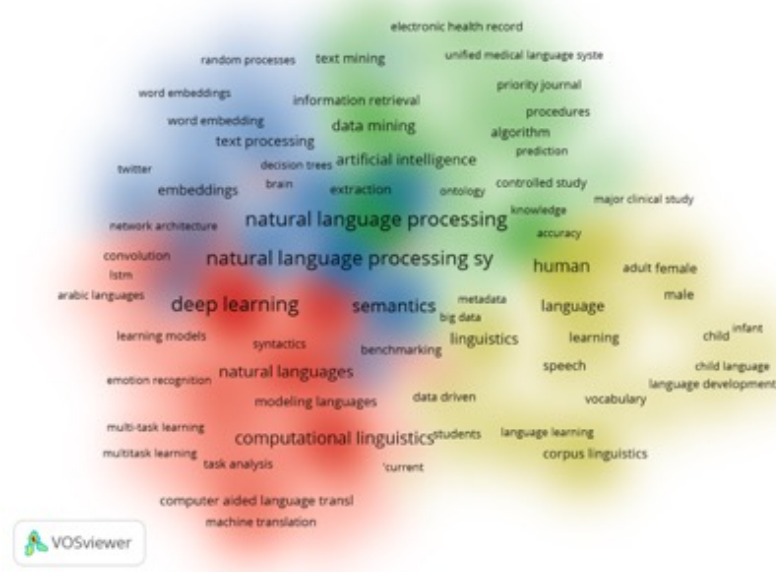 electronic health record
random processes
text mining
unified medical language syste
word embeddings
information retrieval
priority journal
word embedding
data mining
procedures
text processing
algorithm
prediction
twitter
decision trees
artificial intelligence
embeddings
brain
extraction
ontology
controlled study
major clinical study
network architecture
natural language processing
knowledge
accuracy
convolution
natural language processing sy
human
adult female
lstm
arabic languages
deep learning
semantics
metadata
language
male
big data
learning models
syntactics
benchmarking
linguistics
learning
child
infant
emotion recognition
natural languages
speech
child language
language development
modeling languages
data driven
vocabulary
multi-task learning
computational linguistics
students
language learning
multitask learning
task analysis
'current
corpus linguistics
computer aided language transl
machine translation
VOSviewer